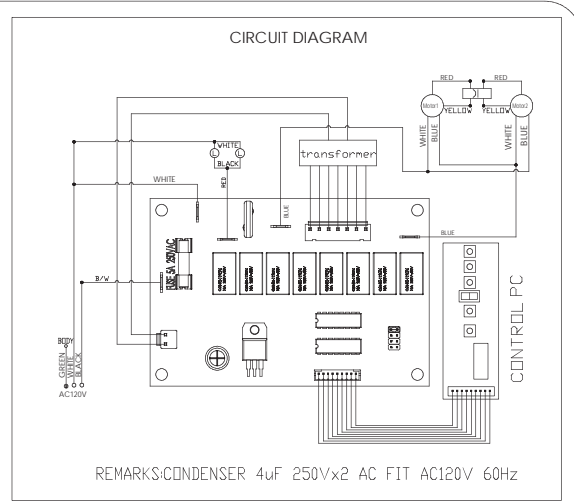 CIRCUIT DIAGRAM
RED
RED
Motor1
Motor2
YELLOW
YELLOW
WHITE
BLUE
WHITE
BLUE
L
WHITE
L
BLACK
transformer
WHITE
RED
BLUE
BLUE
FUSE 5A 250VAC
B/W
CONTROL PC
BODY
GREEN
WHITE
BLACK
AC120V
REMARKS:CONDENSER 4uF 250Vx2 AC FIT AC120V 60Hz